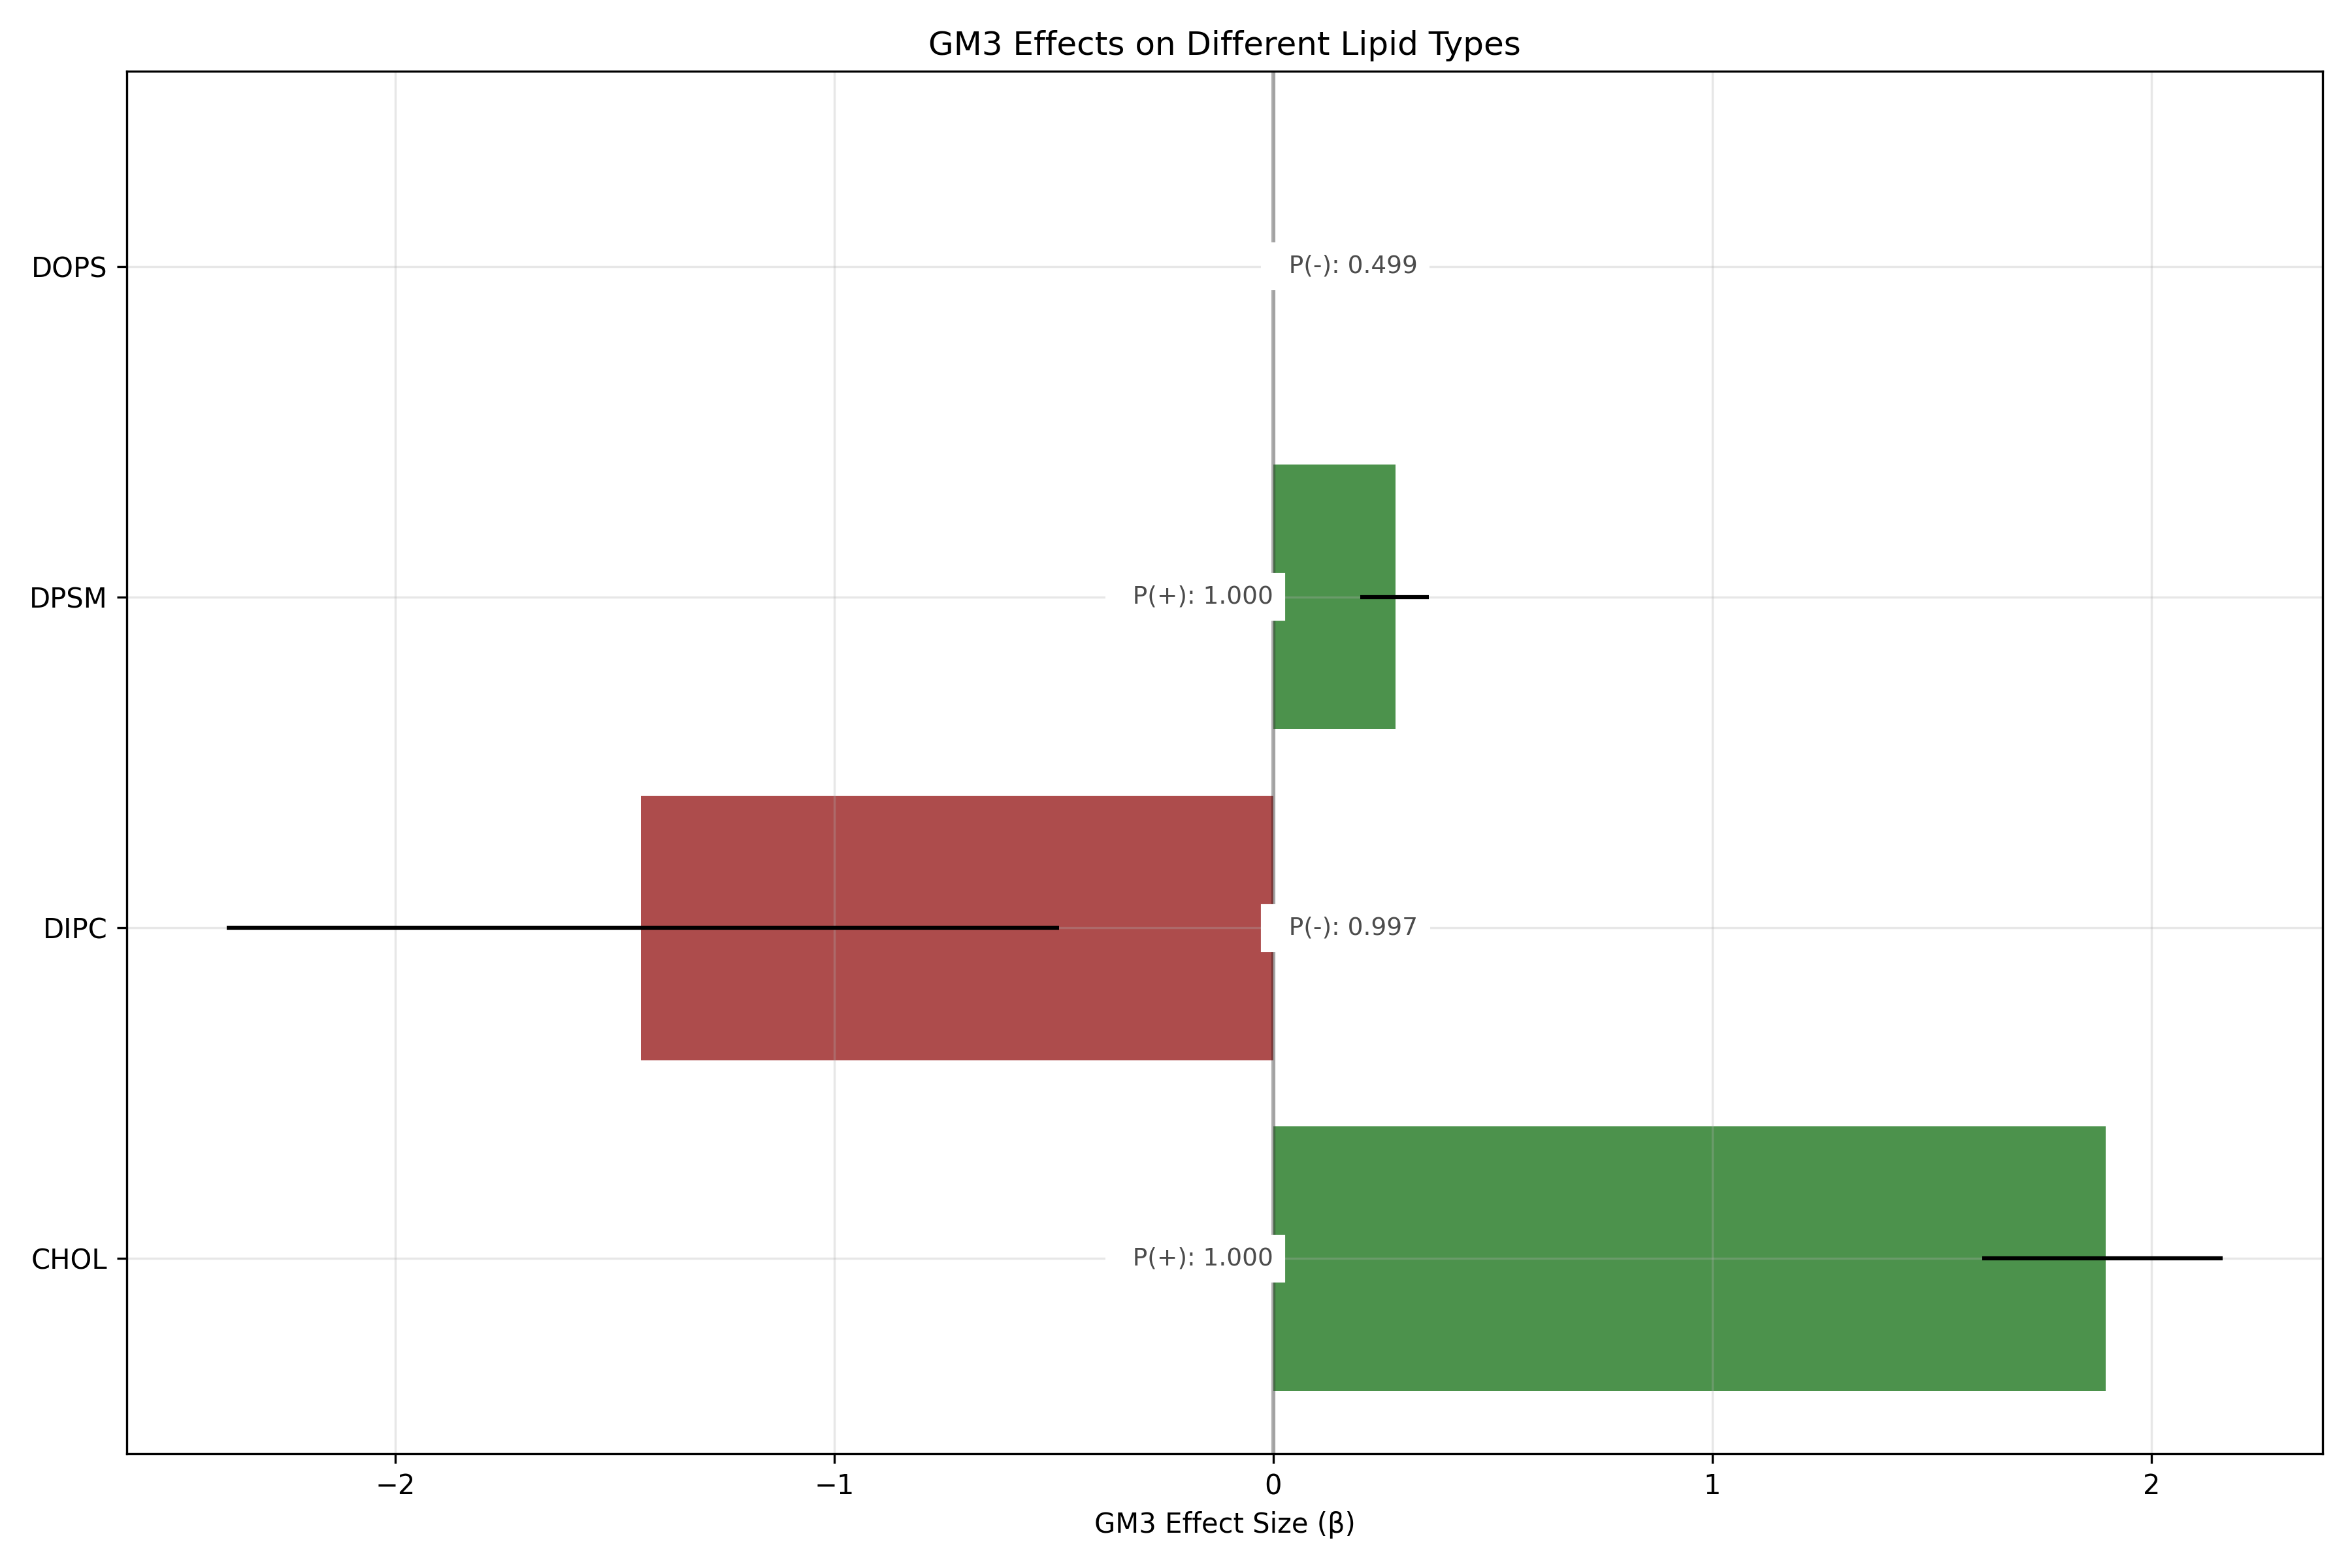 GM3 Effects on Different Lipid Types
DOPS
P(-): 0.499
DPSM
P(+): 1.000
DIPC
P(-): 0.997
CHOL
P(+): 1.000
−2
−1
0
1
2
GM3 Effect Size (β)